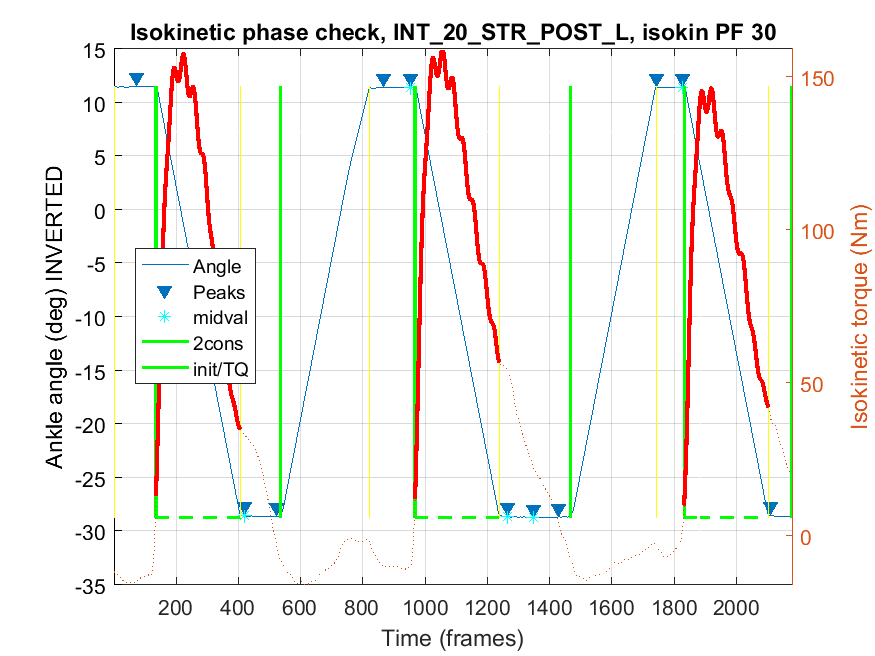 Isokinetic phase check, INT_20_STR_POST_L, isokin PF 30
Ankle angle (deg) INVERTED
15
10
5
0
-5
-10
-15
-20
-25
-30
-35
Angle
Peaks
midval
2cons
init/TQ
150
100
50
0
Isokinetic torque (Nm)
200
400
600
800
1000
1200
1400
1600
1800
2000
Time (frames)